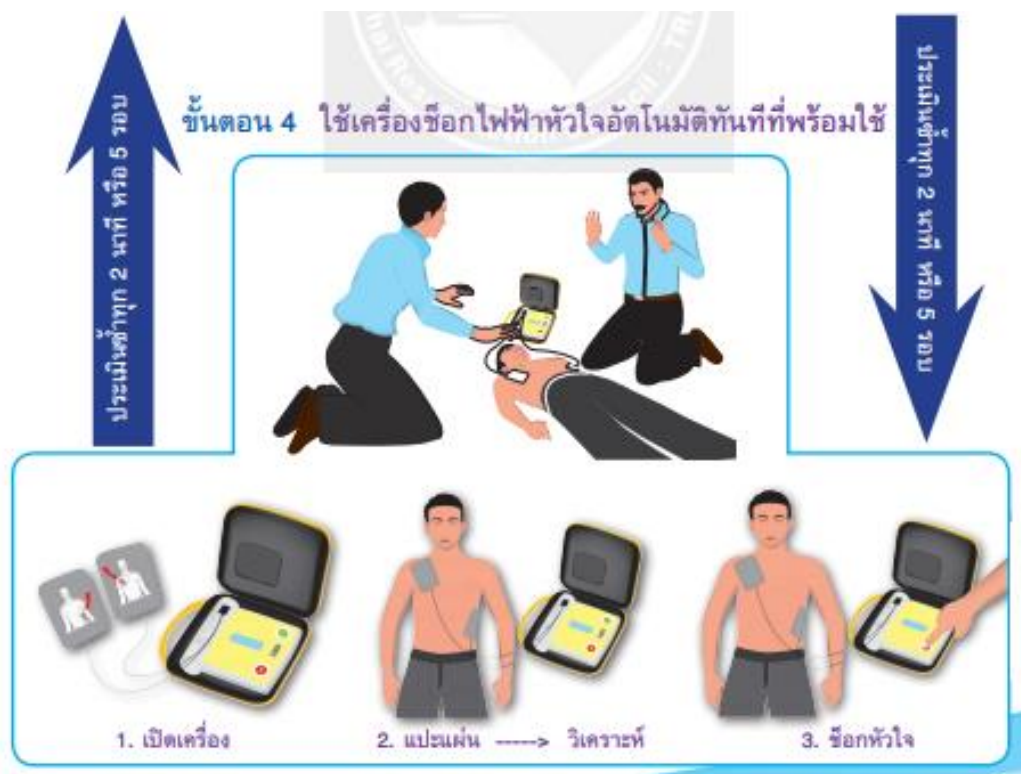 ขั้นตอน 4 ใช้เครื่องช็อกไฟฟ้าหัวใจอัตโนมัติทันทีที่พร้อมใช้
ประเมินซ้ำทุก 2 นาที หรือ 5 รอบ
ประเมินซ้ำทุก 2 นาที หรือ 5 รอบ
1. เปิดเครื่อง
2. แปะแผ่น -----> วิเคราะห์
3. ช็อกหัวใจ